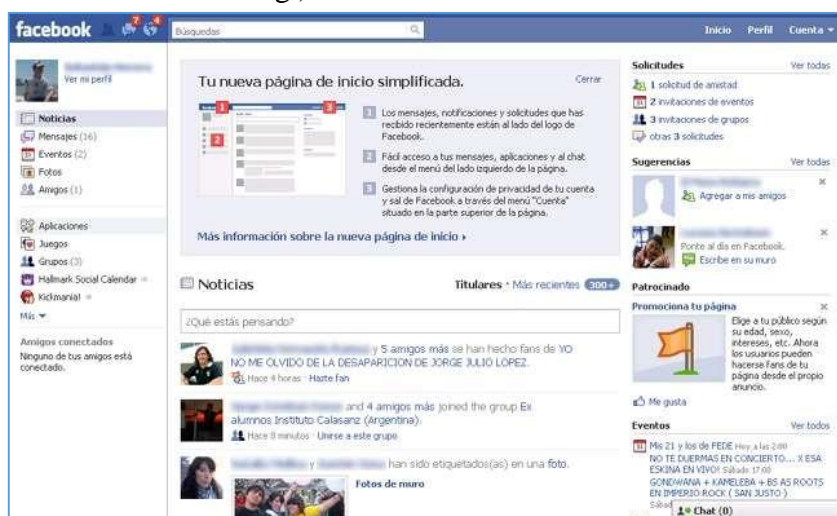 facebook
7
4
Búsquedas
Inicio Perfil Cuenta
Ver mi perfil
Noticias
Mensajes (16)
Eventos (2)
Fotos
Amigos (1)
Aplicaciones
Juegos
Grupos (3)
Hallmark Social Calendar
Kickmania!
Más
Amigos conectados
Ninguno de tus amigos está
conectado.
Tu nueva página de inicio simplificada.
Cerrar
1
2
3
1 Los mensajes, notificaciones y solicitudes que has
recibido recientemente están al lado del logo de
Facebook.
2 Fácil acceso a tus mensajes, aplicaciones y al chat
desde el menú del lado izquierdo de la página.
3 Gestiona la configuración de privacidad de tu cuenta
y sal de Facebook a través del menú "Cuenta"
situado en la parte superior de la página.
Más información sobre la nueva página de inicio
Noticias
Titulares · Más recientes 300+
¿Qué estás pensando?
y 5 amigos más se han hecho fans de YO
NO ME OLVIDO DE LA DESAPARICION DE JORGE JULIO LOPEZ.
Hace 4 horas · Hazte fan
and 4 amigos más joined the group Ex
alumnos Instituto Calasanz (Argentina).
Hace 8 minutos · Unirse a este grupo
y han sido etiquetados(as) en una foto.
Fotos de muro
Solicitudes
Ver todas
1 solicitud de amistad
2 invitaciones de eventos
3 invitaciones de grupos
otras 3 solicitudes
Sugerencias
Ver todas
Agregar a mis amigos
Ponte al día en Facebook.
Escribe en su muro
Patrocinado
Promociona tu página
Elige a tu público según
su edad, sexo,
intereses, etc. Ahora
los usuarios pueden
hacerse fans de tu
página desde el propio
anuncio.
Me gusta
Eventos
Ver todos
Mis 21 y los de FEDE Hoy a las 2:00
NO TE DUERMAS EN CONCIERTO... X ESA
ESKINA EN VIVO! Sábado 17:00
GONDWANA + KAMELEBA + BS AS ROOTS
EN IMPERIO ROCK ( SAN JUSTO )
Chat (0)